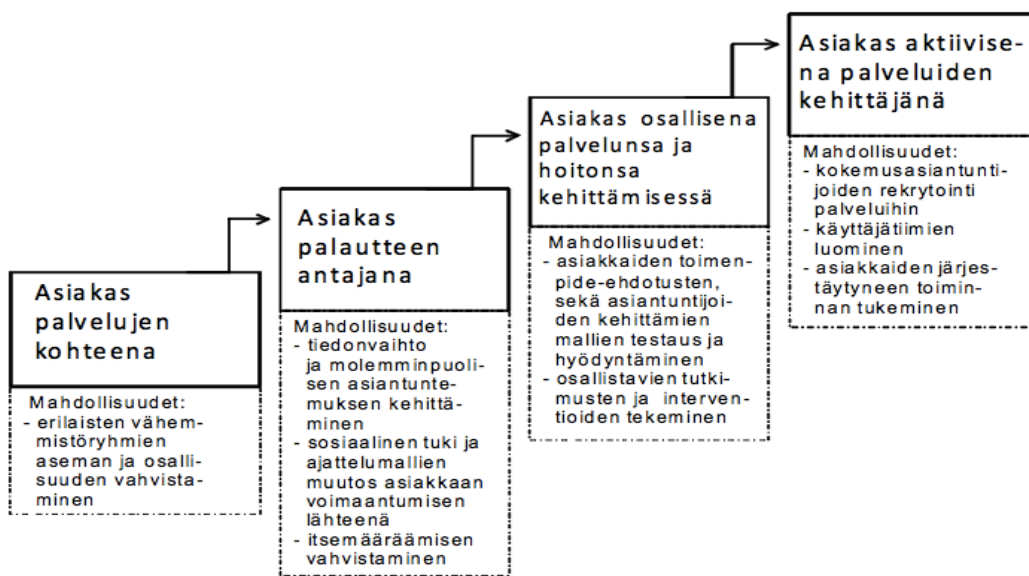 Asiakas
palvelujen
kohteena
Mahdollisuudet:
- erilaisten vähem-
mistöryhmien
aseman ja osalli-
suuden vahvista-
minen
Asiakas
palautteen
antajana
Mahdollisuudet:
- tiedonvaihto
ja molemminpuoli-
sen asiantunte-
muksen kehittä-
minen
- sosiaalinen tuki ja
ajattelumallien
muutos asiakkaan
voimaantumisen
lähteenä
- itsemääräämisen
vahvistaminen
Asiakas osallisena
palvelunsa ja
hoitonsa
kehittämisessä
Mahdollisuudet:
- asiakkaiden toimen-
pide-ehdotusten,
sekä asiantuntijoi-
den kehittämien
mallien testaus ja
hyödyntäminen
- osallistavien tutki-
musten ja interven-
tioiden tekeminen
Asiakas aktiivise-
na palveluiden
kehittäjänä
Mahdollisuudet:
- kokemusasiantunti-
joiden rekrytointi
palveluihin
- käyttäjätiimien
luominen
- asiakkaiden järjes-
täytyneen toimin-
nan tukeminen